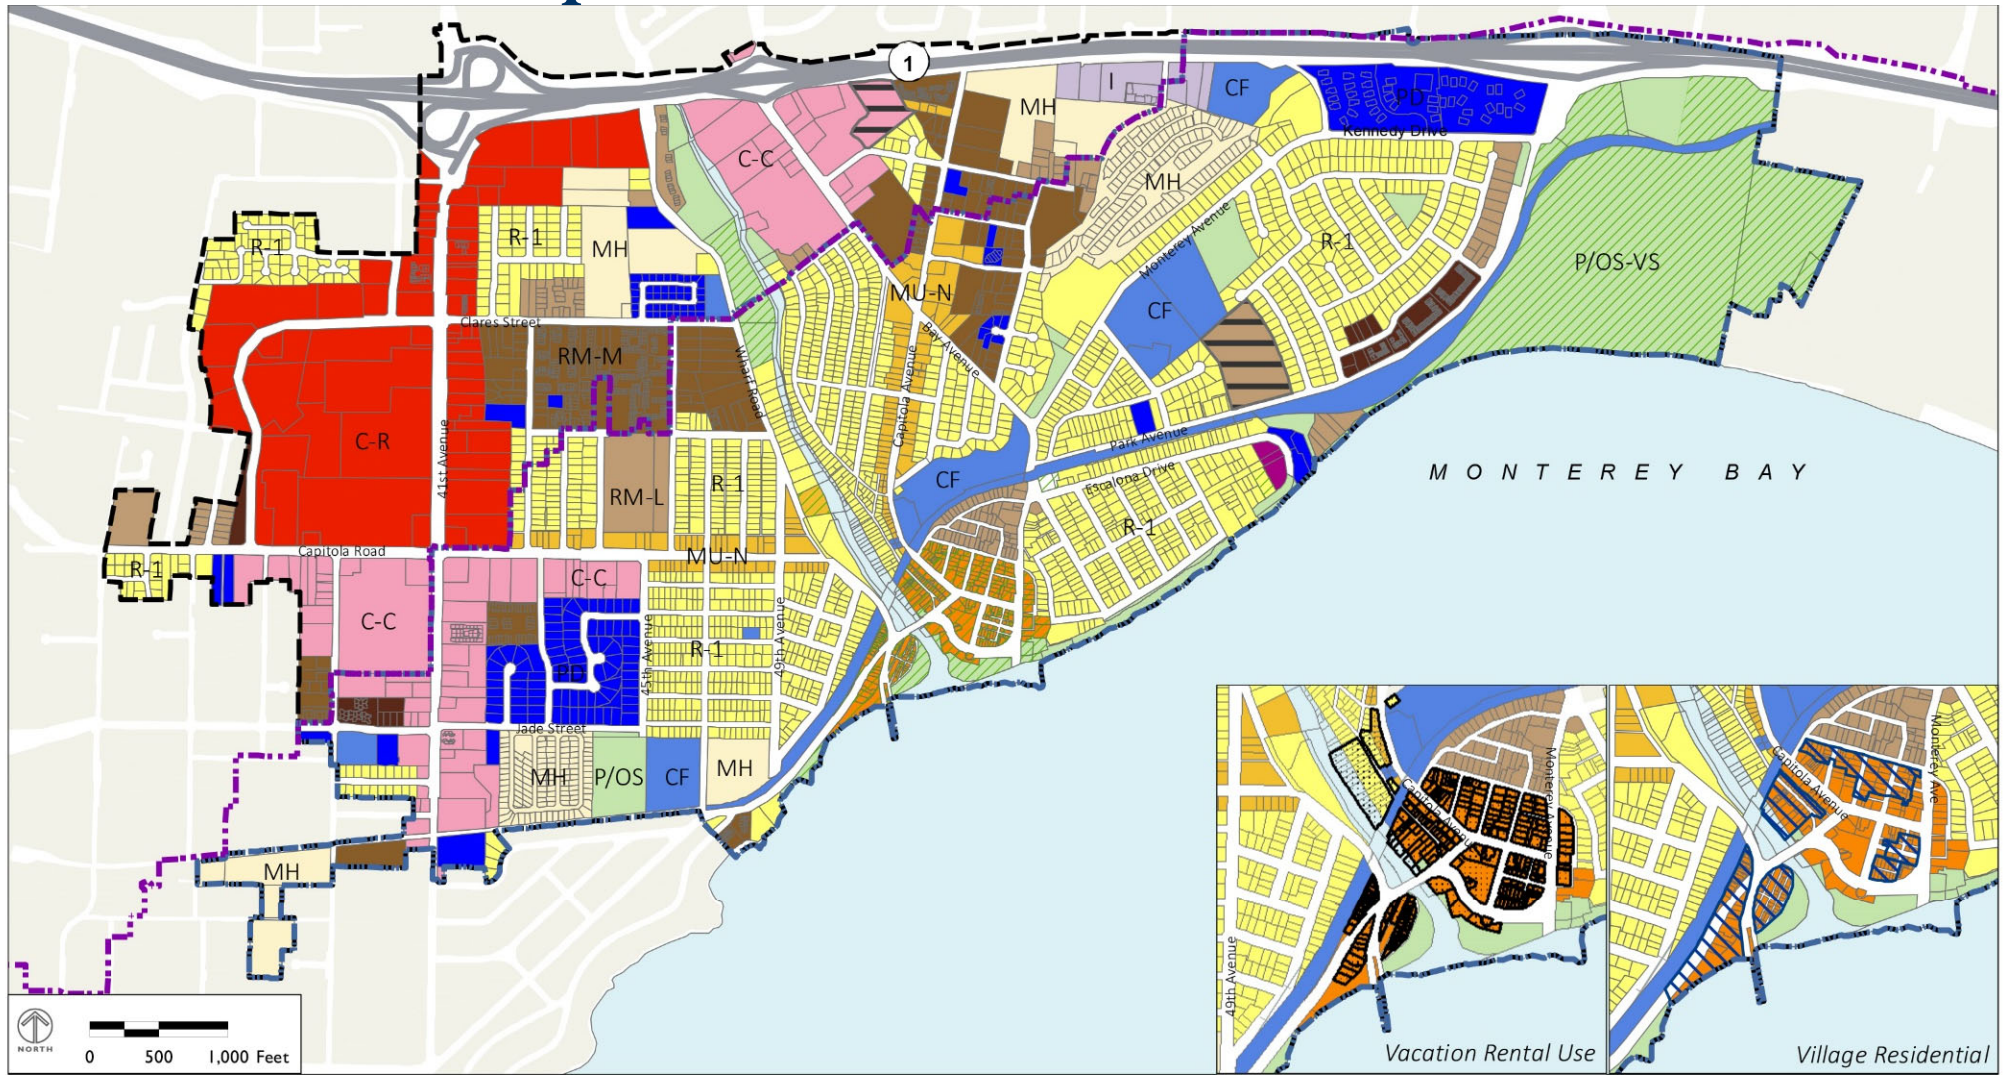 1
CF
PD
I
MH
Kennedy Drive
C-C
MH
R-1
MH
R-1
Monterey Avenue
R-1
P/OS-VS
MU-N
CF
Clares Street
Bay Avenue
RM-M
Wharf Road
Capitola Avenue
C-R
41st Avenue
Park Avenue
CF
Escalona Drive
MONTEREY BAY
R-1
RM-L
R-1
Capitola Road
MU-N
R-1
C-C
C-C
R-1
45th Avenue
49th Avenue
PD
Jade Street
MH
P/OS
CF
MH
MH
NORTH
0 500 1,000 Feet
Capitola Avenue
Monterey Avenue
49th Avenue
Vacation Rental Use
Capitola Avenue
Monterey Ave
Village Residential